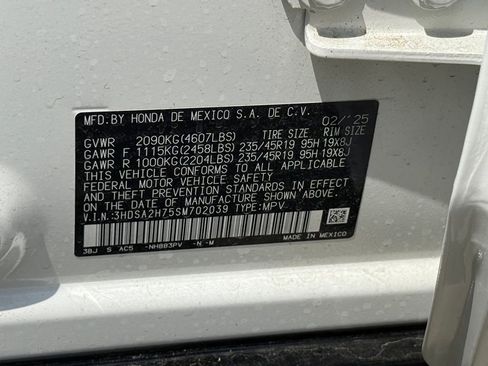 MFD.BY HONDA DE MEXICO S.A. DE C.V. 02/'25
GVWR 2090KG(4607LBS) TIRE SIZE RIM SIZE
GAWR F 1115KG(2458LBS) 235/45R19 95H 19X8J
GAWR R 1000KG(2204LBS) 235/45R19 95H 19X8J
THIS VEHICLE CONFORMS TO ALL APPLICABLE
FEDERAL MOTOR VEHICLE SAFETY, BUMPER, AND
THEFT PREVENTION STANDARDS IN EFFECT
ON THE DATE OF MANUFACTURE SHOWN ABOVE.
V.I.N.:3HDSA2H75SM702039 TYPE:MPV
3BJ S AC5 -NH883PV -N -M MADE IN MEXICO